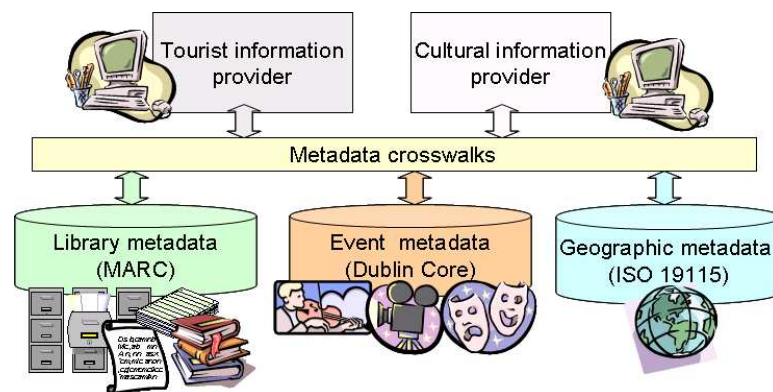 Tourist information
provider
Cultural information
provider
Metadata crosswalks
Library metadata
(MARC)
Event metadata
(Dublin Core)
Geographic metadata
(ISO 19115)